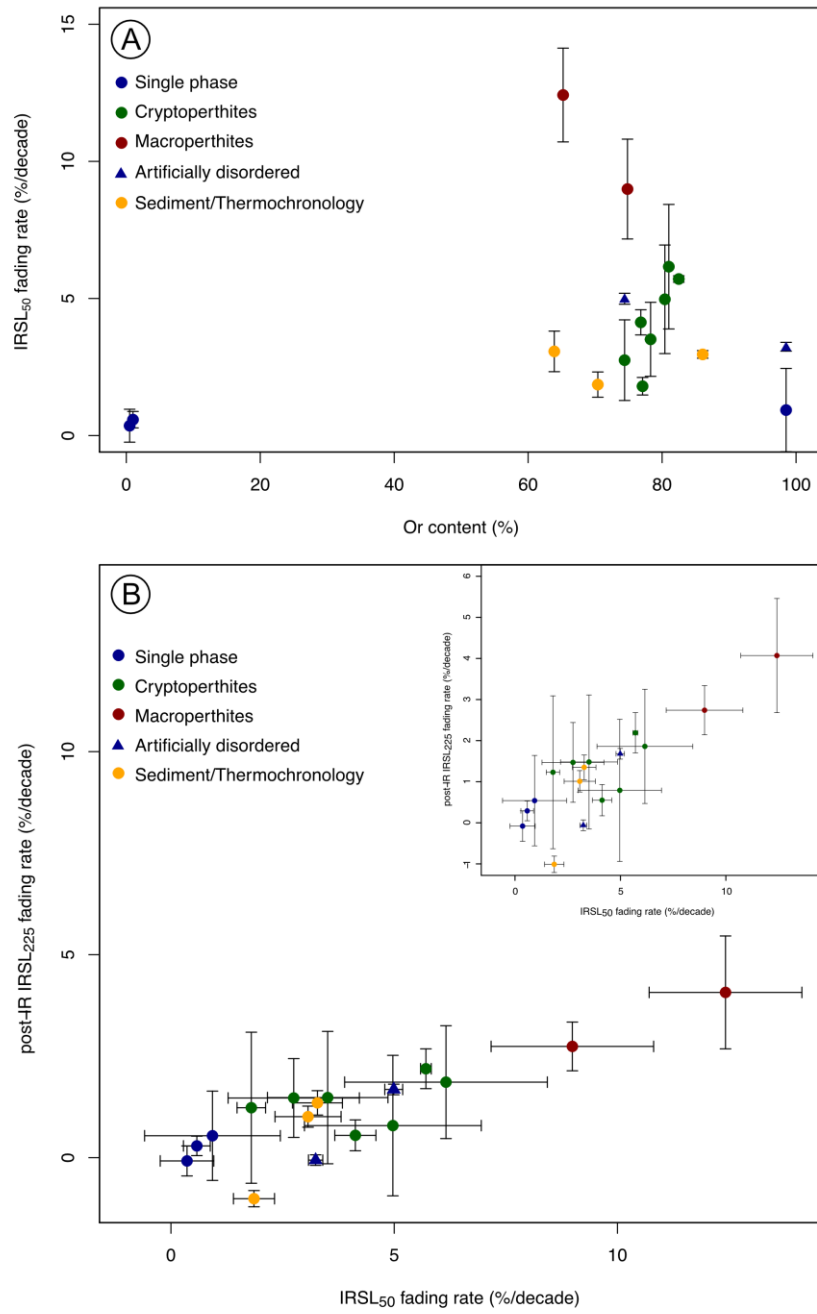 A
Single phase
Cryptoperthites
Macroperthites
Artificially disordered
Sediment/Thermochronology
15
10
5
0
IRSL50 fading rate (%/decade)
0 20 40 60 80 100
Or content (%)
B
Single phase
Cryptoperthites
Macroperthites
Artificially disordered
Sediment/Thermochronology
10
5
0
post-IR IRSL225 fading rate (%/decade)
0 5 10
IRSL50 fading rate (%/decade)
6
5
4
3
2
1
0
-1
post-IR IRSL225 fading rate (%/decade)
0 5 10
IRSL50 fading rate (%/decade)